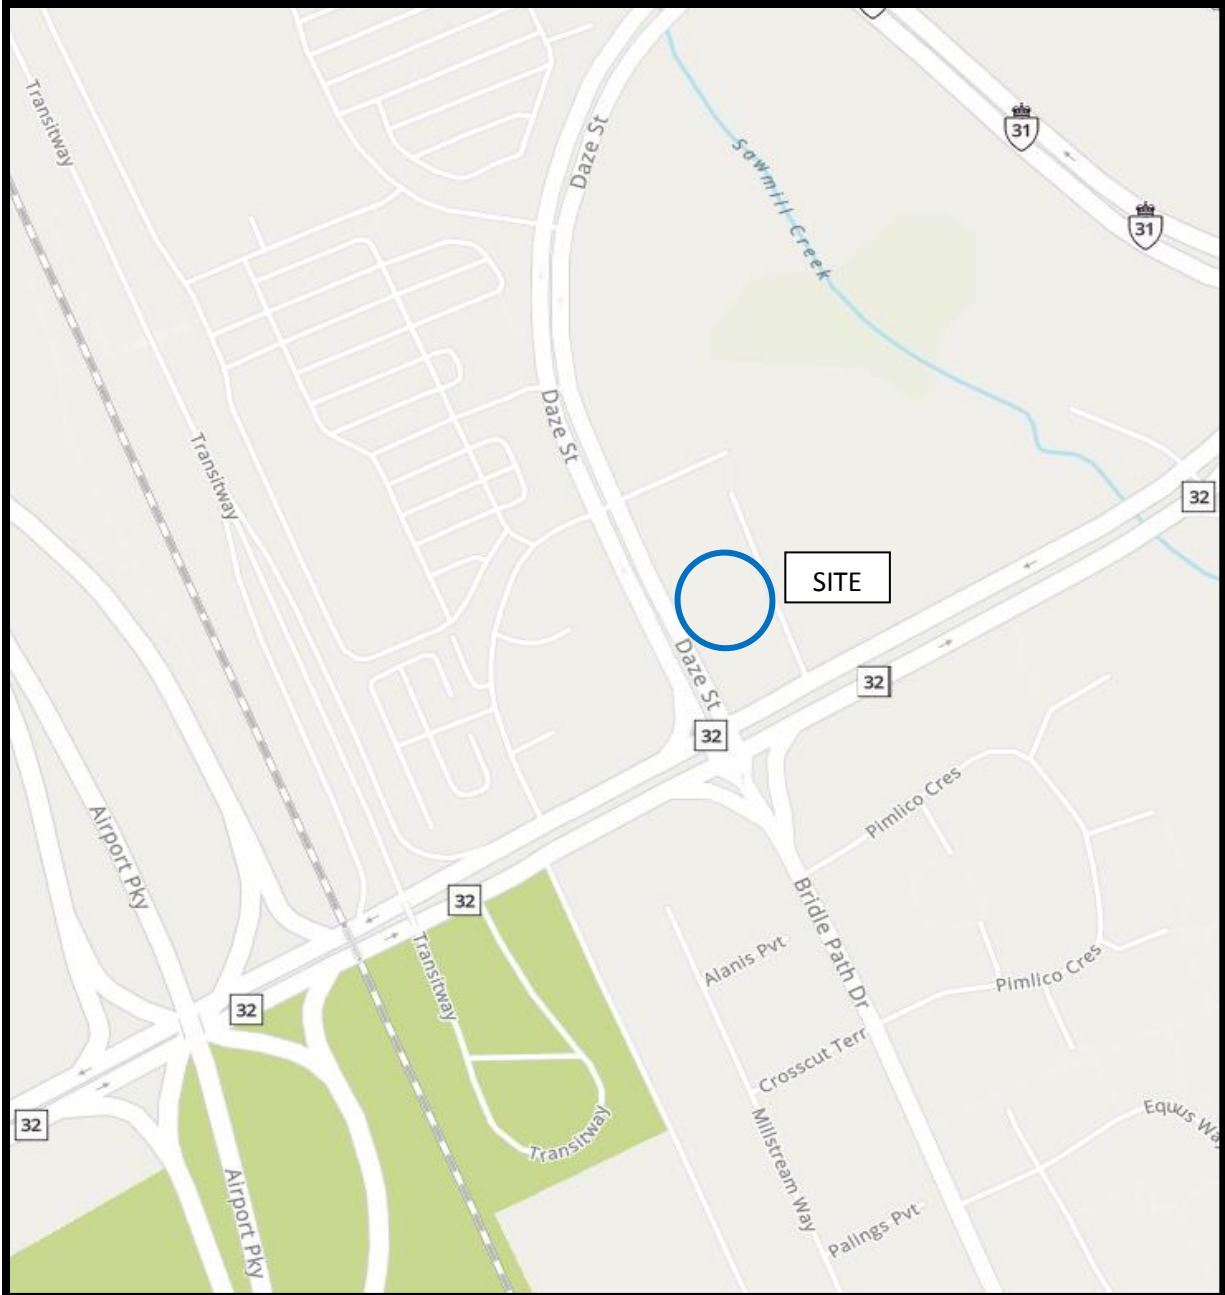 31
Transitway
Daze St
Sawmill Creek
31
Daze St
Transitway
32
SITE
Daze St
32
32
Pimlico Cres
Airport Pky
32
Bridle Path Dr
Transitway
Alanis Pvt
Pimlico Cres
32
Crosscut Terr
32
Transitway
Millstream Way
Equus Way
Airport Pky
Palings Pvt